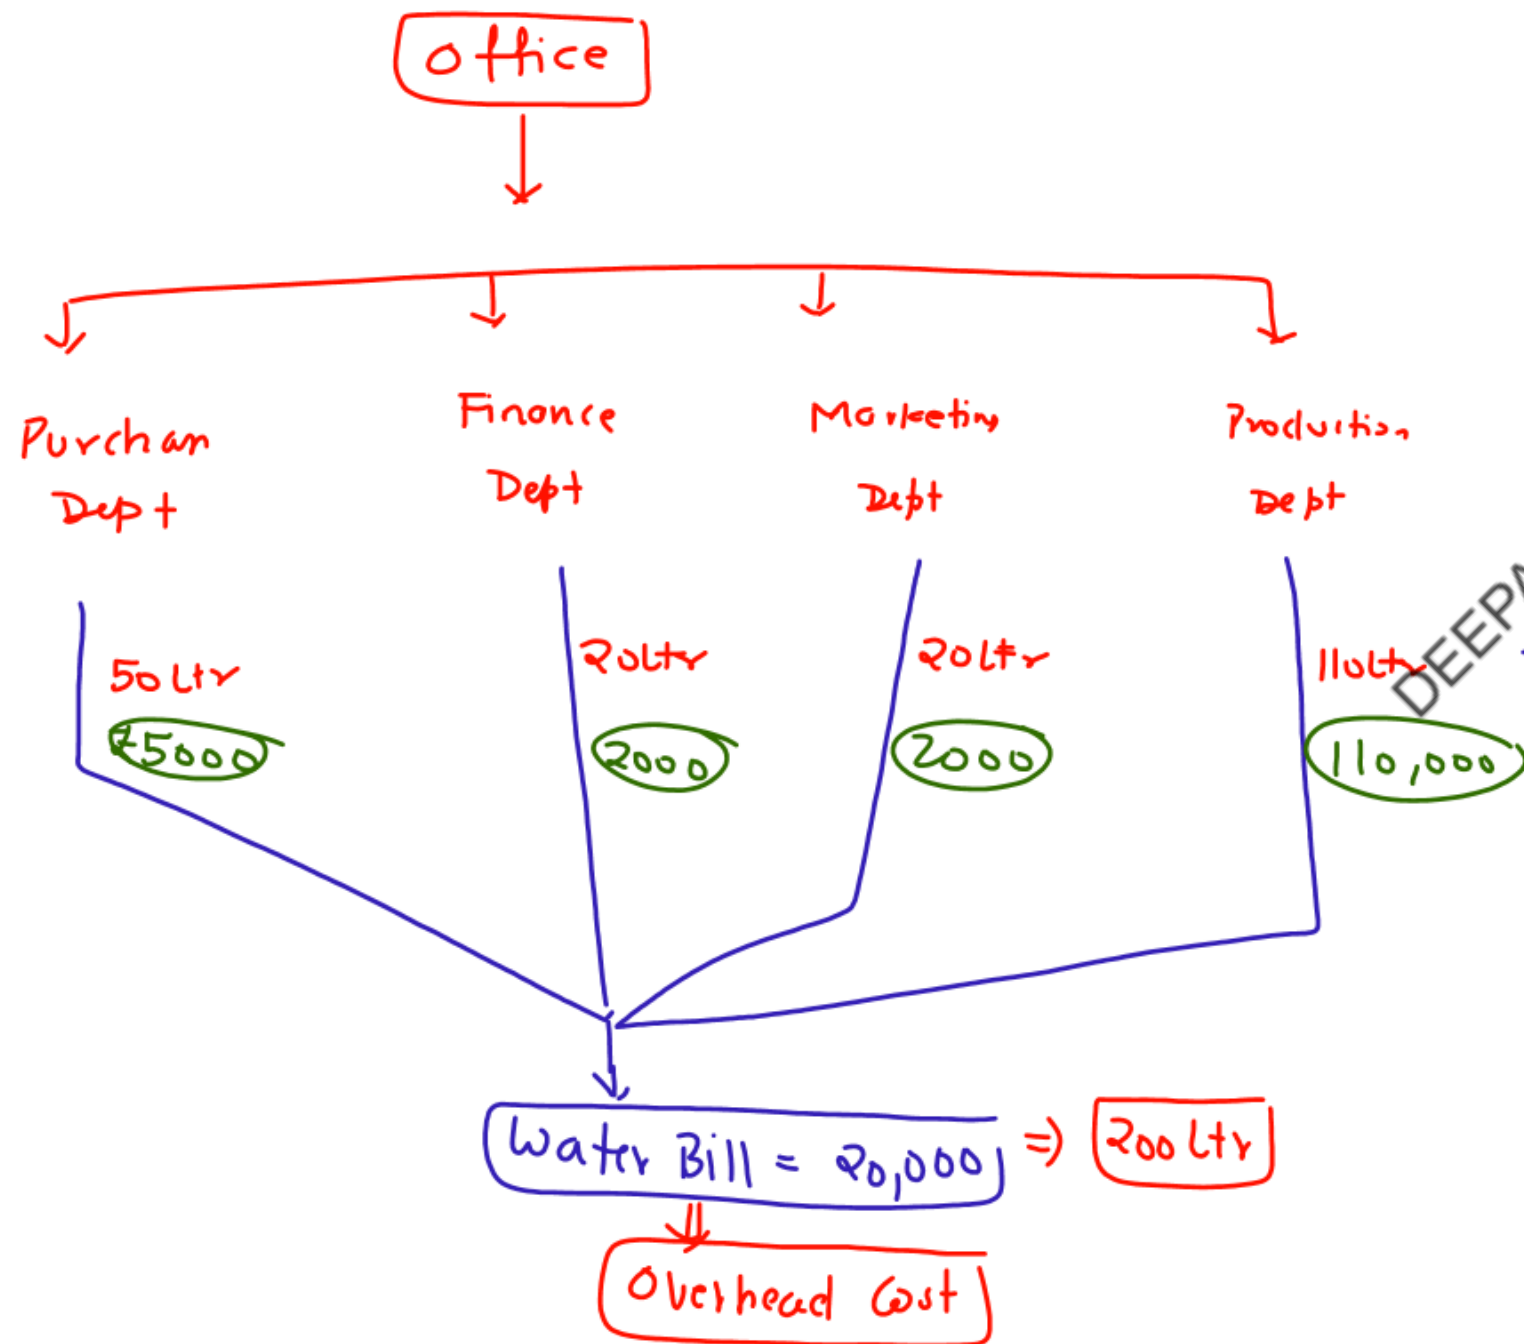 Office
Purchan
Dept
Finance
Dept
Marketing
Dept
Production
Dept
50 Ltr
₹5000
20Ltr
2000
20Ltr
2000
110Ltr
110,000
Water Bill = 20,000 => 200 Ltr
Overhead Cost